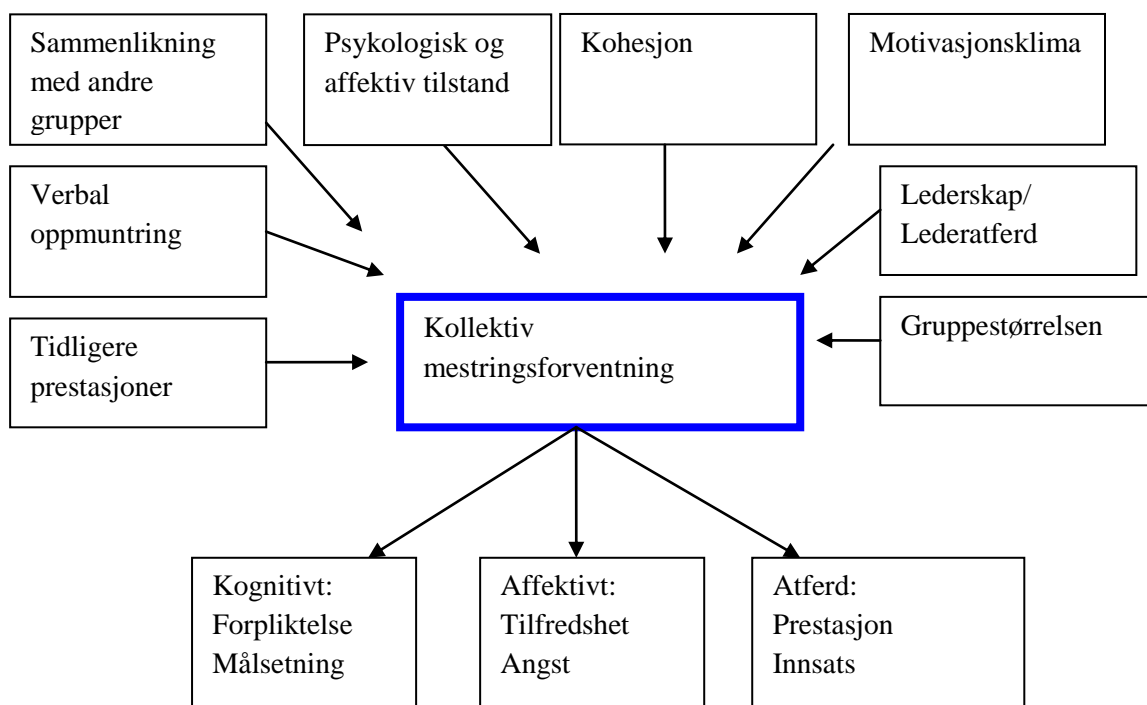 Sammenlikning
med andre
grupper
Psykologisk og
affektiv tilstand
Kohesjon
Motivasjonsklima
Verbal
oppmuntring
Lederskap/
Lederatferd
Tidligere
prestasjoner
Kollektiv
mestringsforventning
Gruppestørrelsen
Kognitivt:
Forpliktelse
Målsetning
Affektivt:
Tilfredshet
Angst
Atferd:
Prestasjon
Innsats